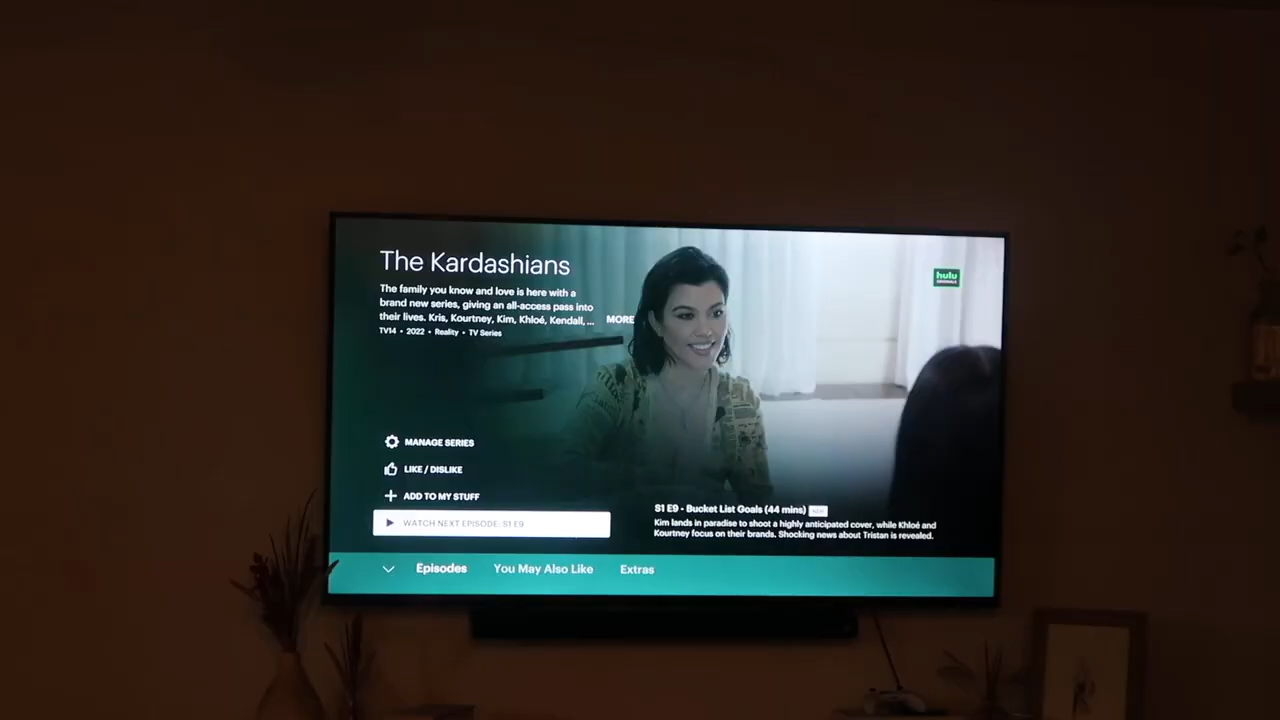 The Kardashians
The family you know and love is here with a
brand new series, giving an all-access pass into
their lives. Kris, Kourtney, Kim, Khloé, Kendall, ... MORE
TV14 • 2022 • Reality • TV Series
hulu
ORIGINALS
MANAGE SERIES
LIKE / DISLIKE
ADD TO MY STUFF
WATCH NEXT EPISODE: S1 E9
S1 E9 - Bucket List Goals (44 mins) NEW
Kim lands in paradise to shoot a highly anticipated cover, while Khloé and
Kourtney focus on their brands. Shocking news about Tristan is revealed.
Episodes You May Also Like Extras